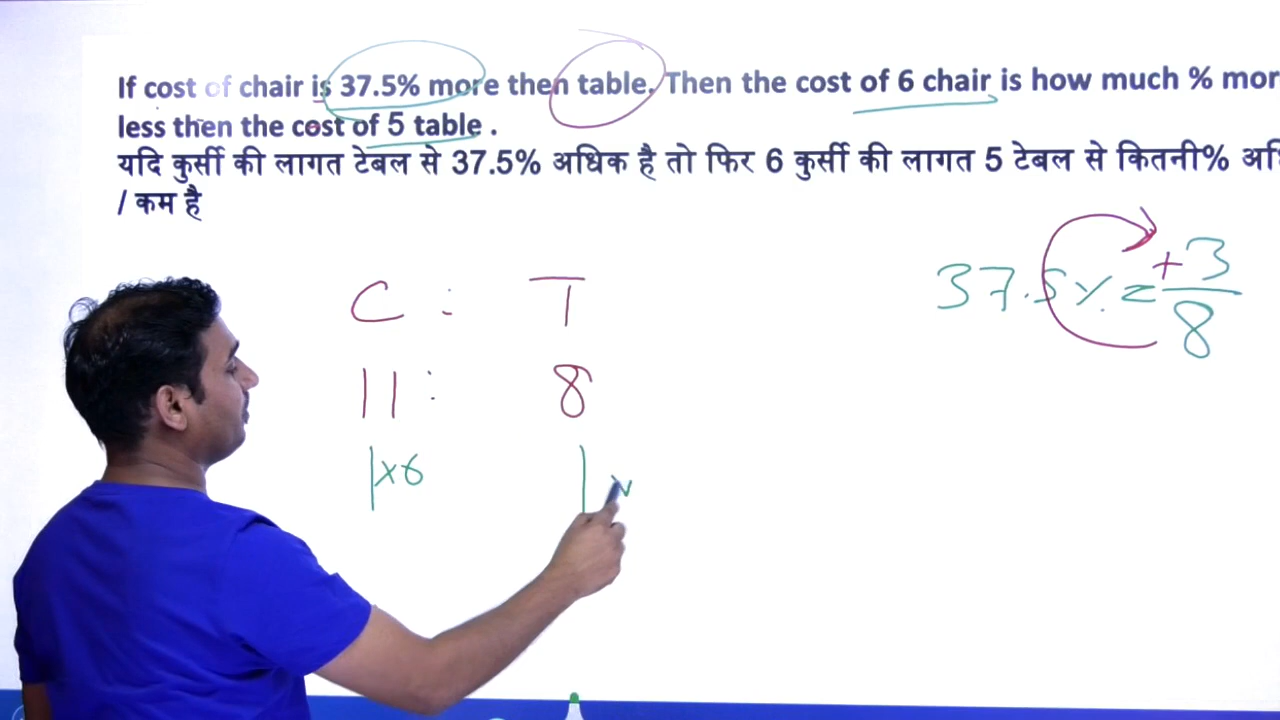 If cost of chair is 37.5% more then table. Then the cost of 6 chair is how much % mor
less then the cost of 5 table .
यदि कुर्सी की लागत टेबल से 37.5% अधिक है तो फिर 6 कुर्सी की लागत 5 टेबल से कितनी% अधि
/ कम है
37.5% = +3/8
C : T
11 : 8
×6